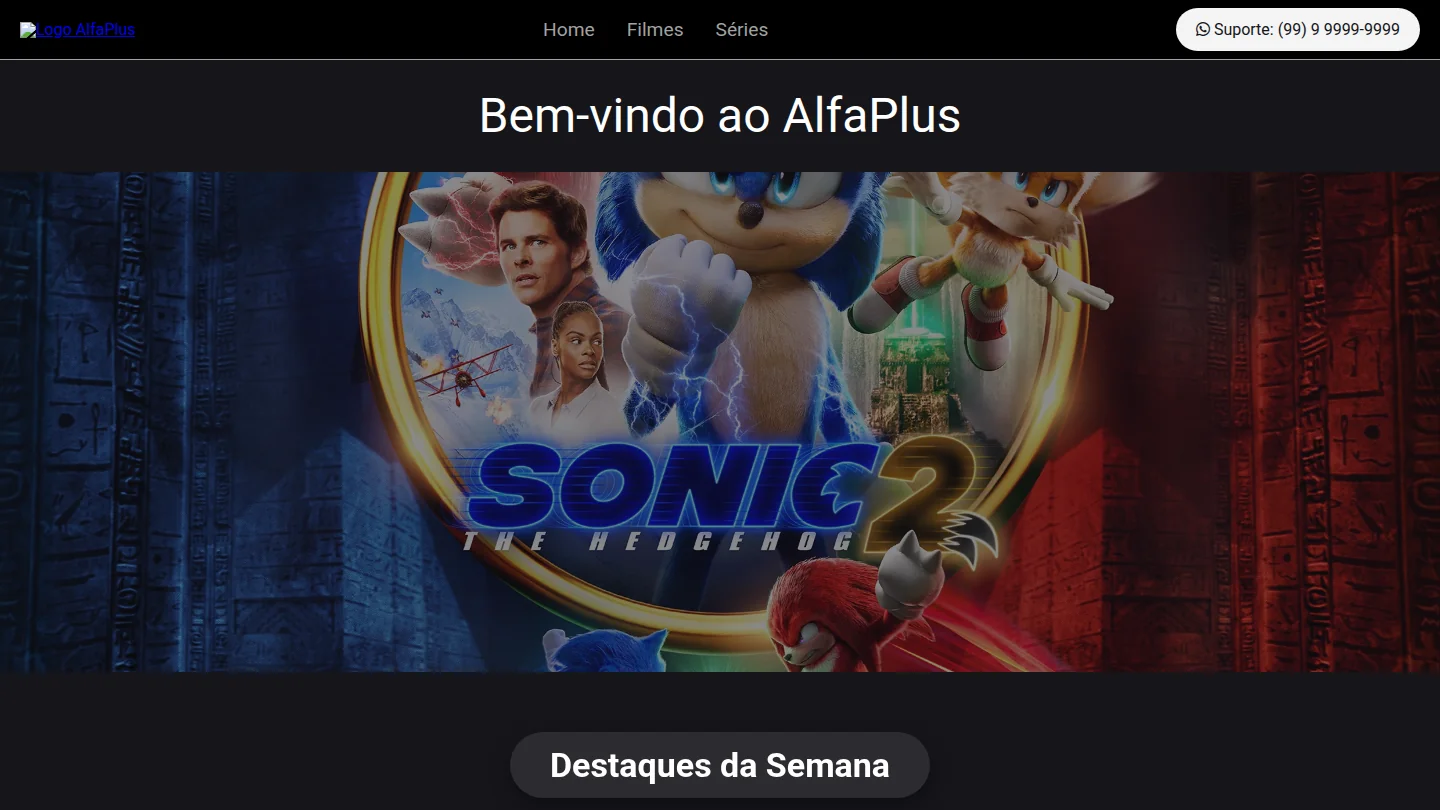 Logo AlfaPlus
Home
Filmes
Séries
Suporte: (99) 9 9999-9999
Bem-vindo ao AlfaPlus
SONIC 2
THE HEDGEHOG
Destaques da Semana